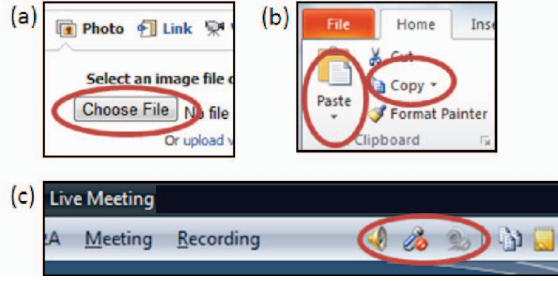 (a)
Photo Link
Select an image file
Choose File No file
Or upload
(b)
File Home Inse
Cut
Copy
Paste
Format Painter
Clipboard
(c)
Live Meeting
&A Meeting Recording